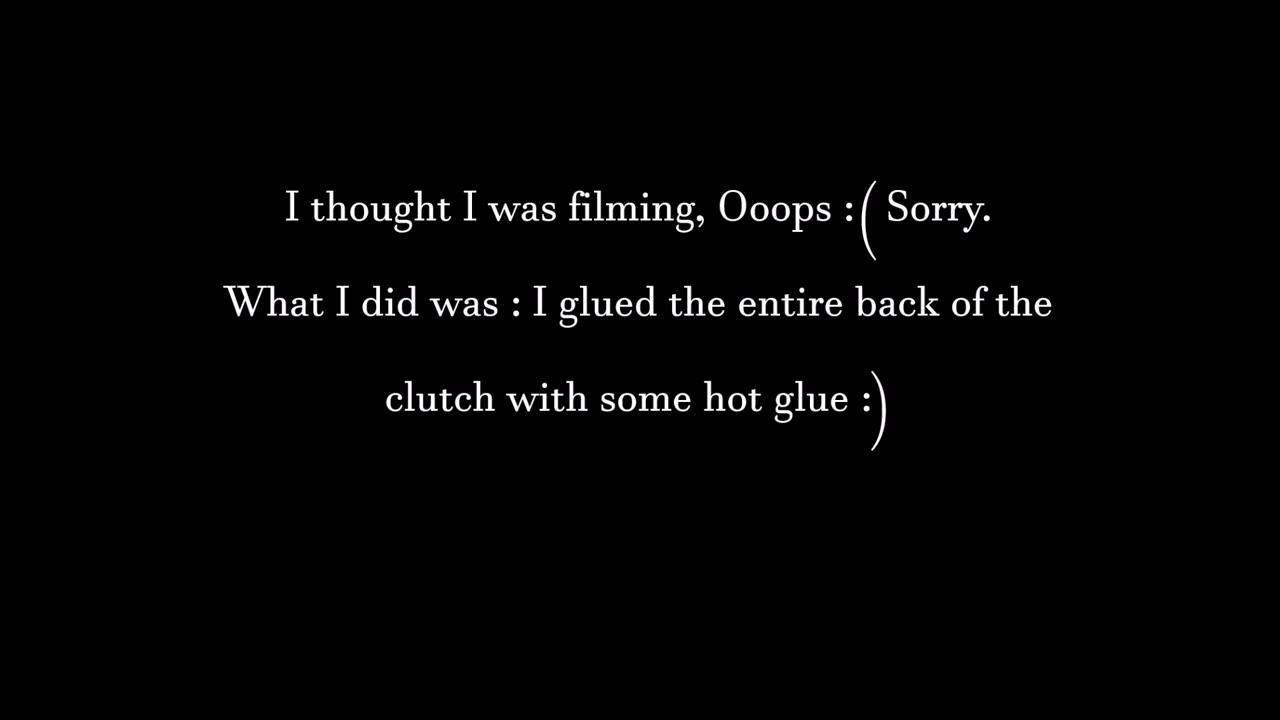 I thought I was filming, Ooops :( Sorry.
What I did was : I glued the entire back of the
clutch with some hot glue :)